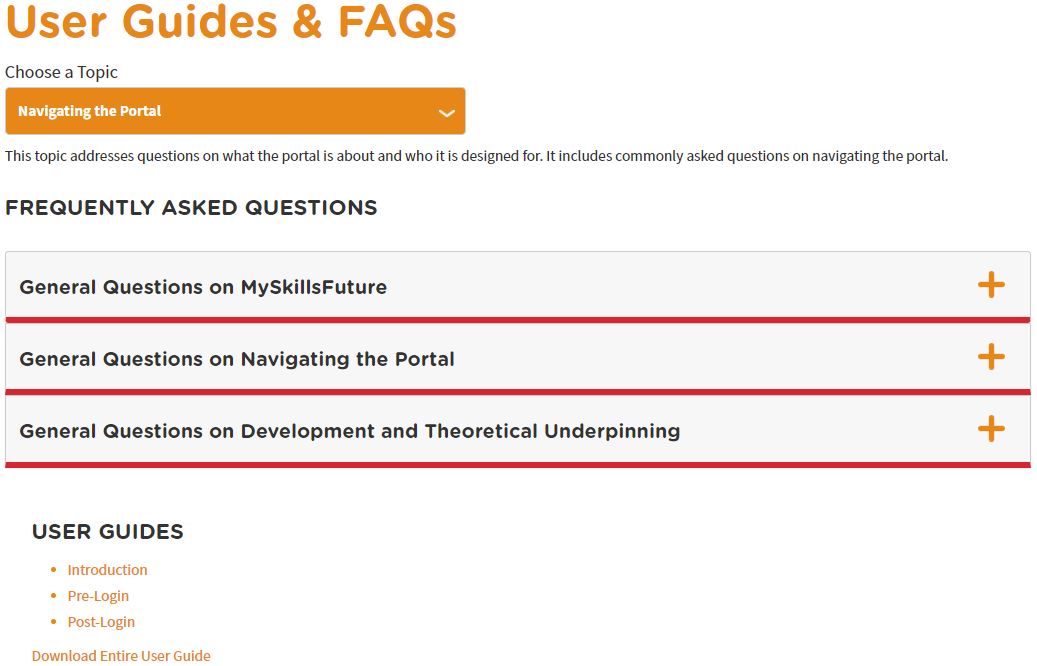 User Guides & FAQs
Choose a Topic
Navigating the Portal
This topic addresses questions on what the portal is about and who it is designed for. It includes commonly asked questions on navigating the portal.
FREQUENTLY ASKED QUESTIONS
General Questions on MySkillsFuture
General Questions on Navigating the Portal
General Questions on Development and Theoretical Underpinning
USER GUIDES
Introduction
Pre-Login
Post-Login
Download Entire User Guide